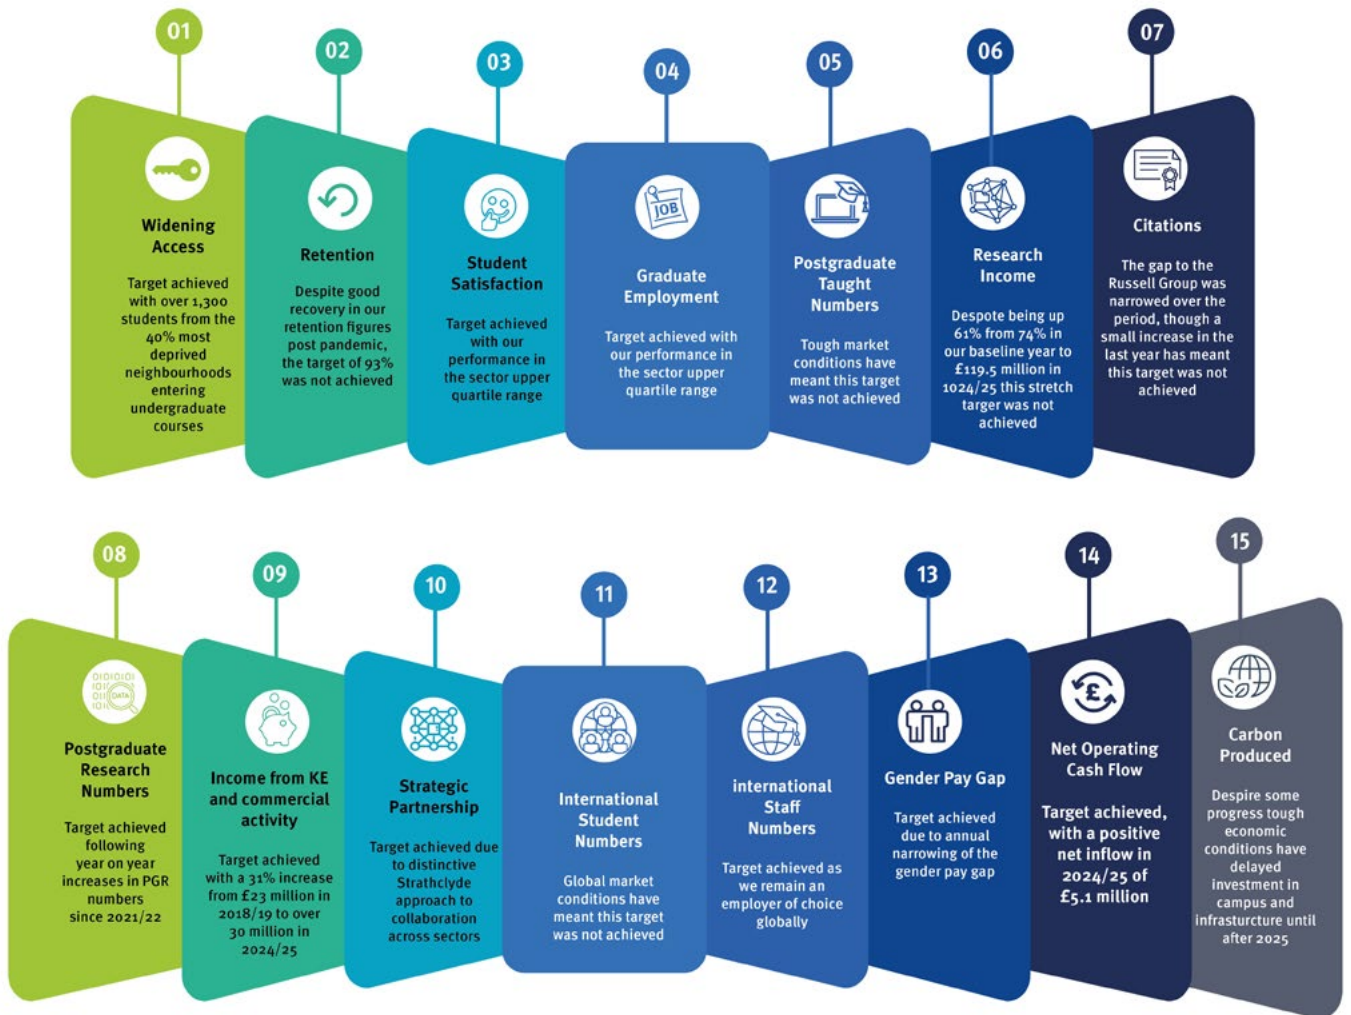 01
Widening
Access
Target achieved
with over 1,300
students from the
40% most
deprived
neighbourhoods
entering
undergraduate
courses
02
Retention
Despite good
recovery in our
retention figures
post pandemic,
the target of 93%
was not achieved
03
Student
Satisfaction
Target achieved
with our
performance in
the sector upper
quartile range
04
JOB
Graduate
Employment
Target achieved with
our performance in
the sector upper
quartile range
05
Postgraduate
Taught
Numbers
Tough market
conditions have
meant this target
was not achieved
06
Research
Income
Despote being up
61% from 74% in
our baseline year to
£119.5 million in
1024/25 this stretch
targer was not
achieved
07
Citations
The gap to the
Russell Group was
narrowed over the
period, though a
small increase in the
last year has meant
this target was not
achieved
08
DATA
Postgraduate
Research
Numbers
Target achieved
following
year on year
increases in PGR
numbers
since 2021/22
09
Income from KE
and commercial
activity
Target achieved
with a 31% increase
from £23 million in
2018/19 to over
30 million in
2024/25
10
Strategic
Partnership
Target achieved due
to distinctive
Strathclyde
approach to
collaboration
across sectors
11
International
Student
Numbers
Global market
conditions have
meant this target
was not achieved
12
international
Staff
Numbers
Target achieved as
we remain an
employer of choice
globally
13
Gender Pay Gap
Target achieved
due to annual
narrowing of the
gender pay gap
14
£
Net Operating
Cash Flow
Target achieved,
with a positive
net inflow in
2024/25 of
£5.1 million
15
Carbon
Produced
Despire some
progress tough
economic
conditions have
delayed
investment in
campus and
infrasturcture until
after 2025